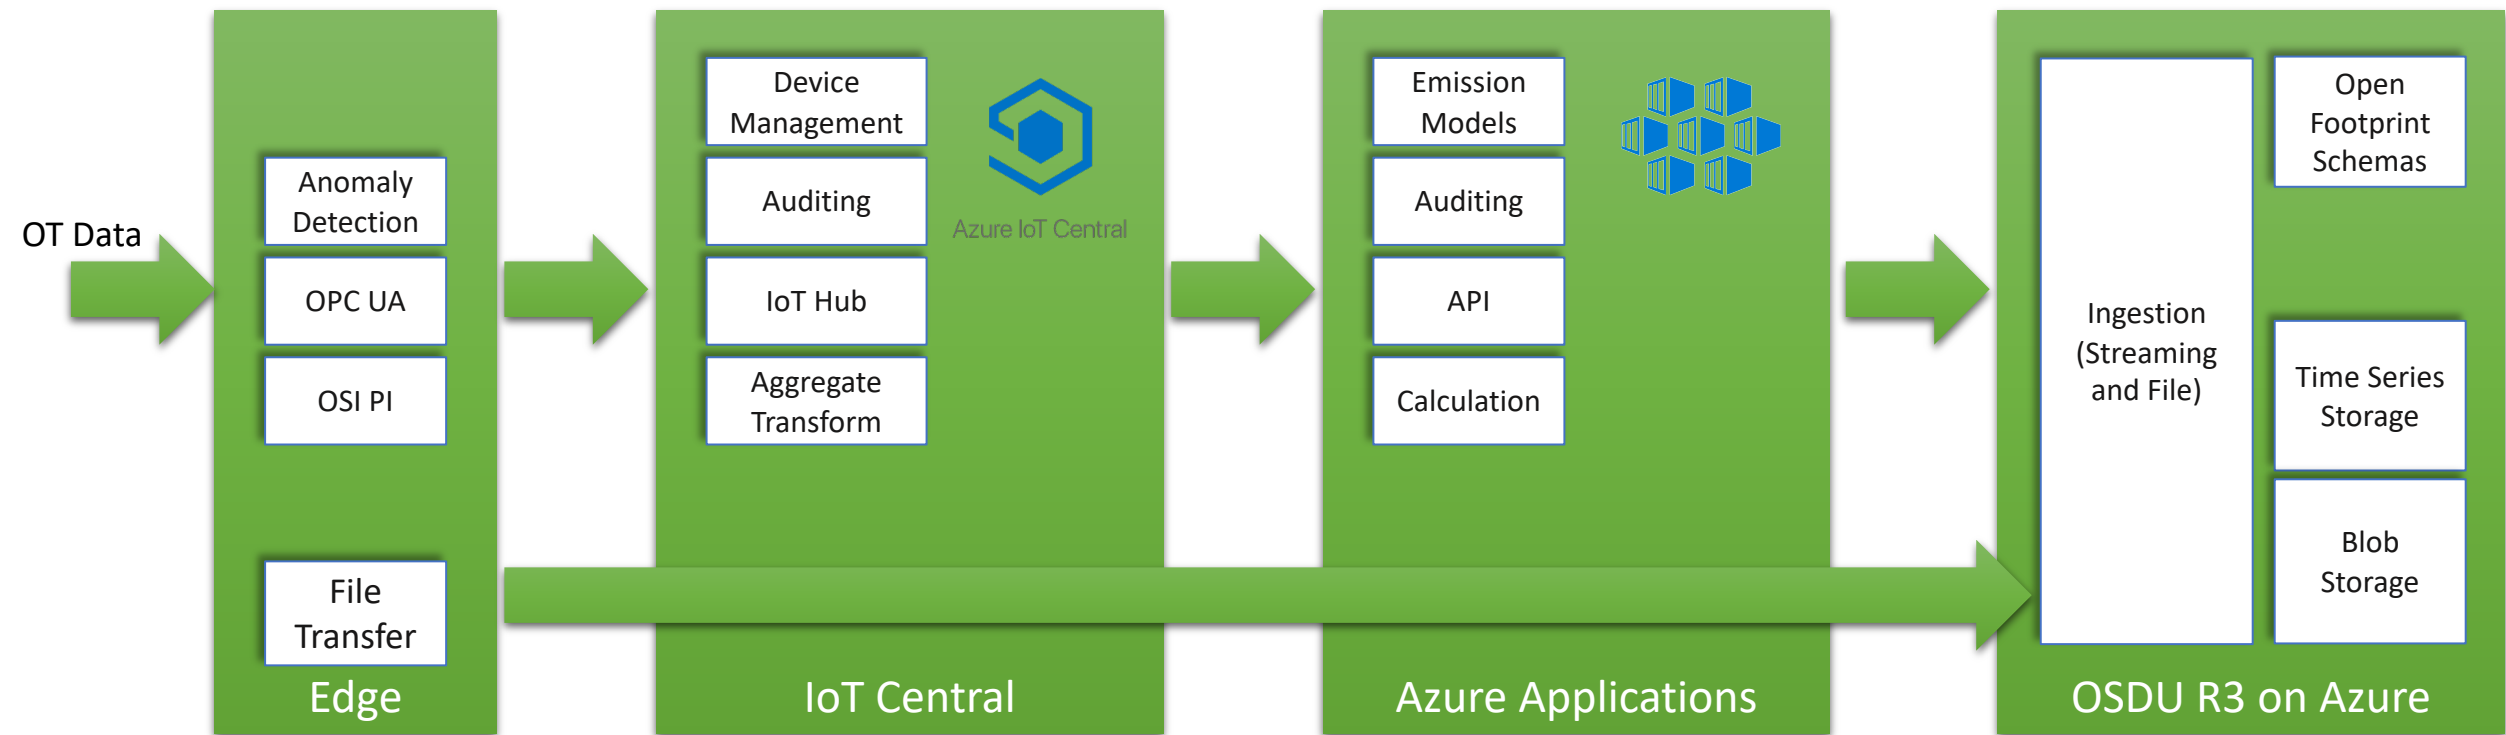 OT Data
Anomaly
Detection
OPC UA
OSI PI
File
Transfer
Edge
Device
Management
Auditing
IoT Hub
Aggregate
Transform
Azure IoT Central
IoT Central
Emission
Models
Auditing
API
Calculation
Azure Applications
Ingestion
(Streaming
and File)
Open
Footprint
Schemas
Time Series
Storage
Blob
Storage
OSDU R3 on Azure